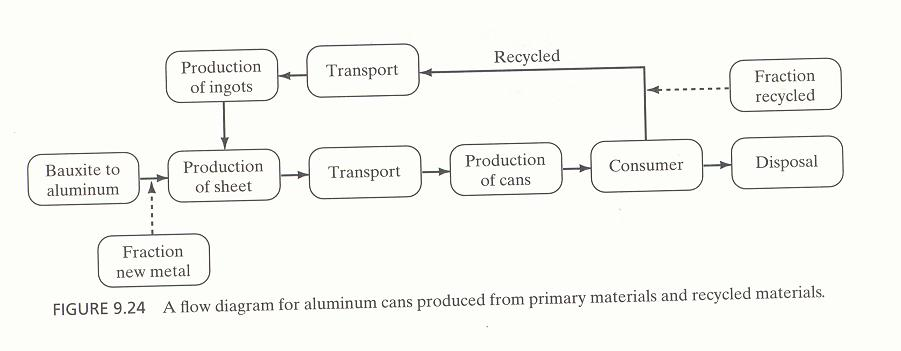 Production
of ingots
Transport
Recycled
Fraction
recycled
Bauxite to
aluminum
Production
of sheet
Transport
Production
of cans
Consumer
Disposal
Fraction
new metal
FIGURE 9.24 A flow diagram for aluminum cans produced from primary materials and recycled materials.